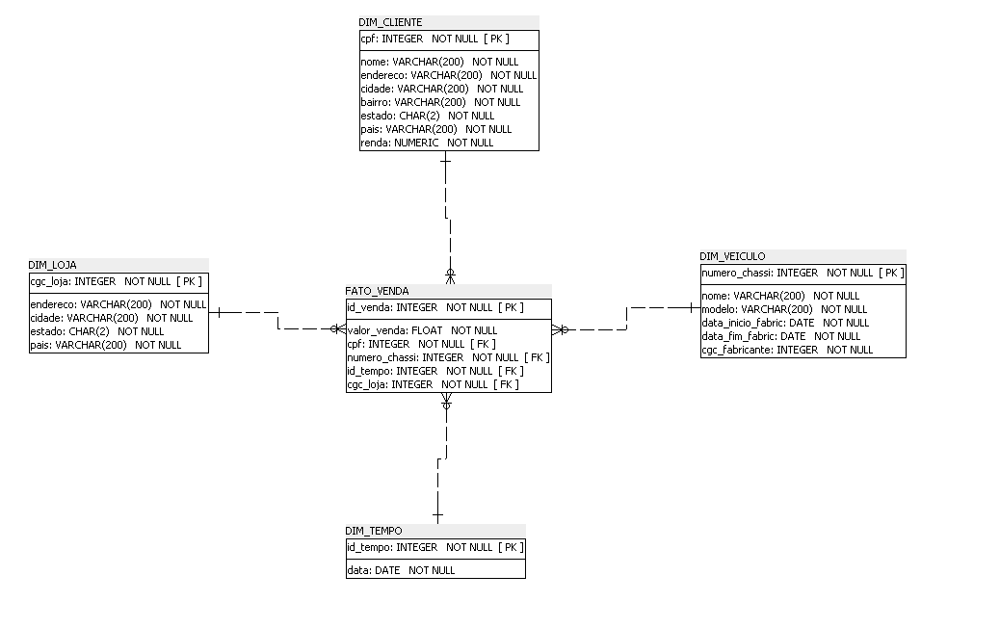 DIM_CLIENTE
cpf: INTEGER NOT NULL [ PK ]
nome: VARCHAR(200) NOT NULL
endereco: VARCHAR(200) NOT NULL
cidade: VARCHAR(200) NOT NULL
bairro: VARCHAR(200) NOT NULL
estado: CHAR(2) NOT NULL
pais: VARCHAR(200) NOT NULL
renda: NUMERIC NOT NULL
DIM_LOJA
cgc_loja: INTEGER NOT NULL [ PK ]
endereco: VARCHAR(200) NOT NULL
cidade: VARCHAR(200) NOT NULL
estado: CHAR(2) NOT NULL
pais: VARCHAR(200) NOT NULL
FATO_VENDA
id_venda: INTEGER NOT NULL [ PK ]
valor_venda: FLOAT NOT NULL
cpf: INTEGER NOT NULL [ FK ]
numero_chassi: INTEGER NOT NULL [ FK ]
id_tempo: INTEGER NOT NULL [ FK ]
cgc_loja: INTEGER NOT NULL [ FK ]
DIM_VEICULO
numero_chassi: INTEGER NOT NULL [ PK ]
nome: VARCHAR(200) NOT NULL
modelo: VARCHAR(200) NOT NULL
data_inicio_fabric: DATE NOT NULL
data_fim_fabric: DATE NOT NULL
cgc_fabricante: INTEGER NOT NULL
DIM_TEMPO
id_tempo: INTEGER NOT NULL [ PK ]
data: DATE NOT NULL